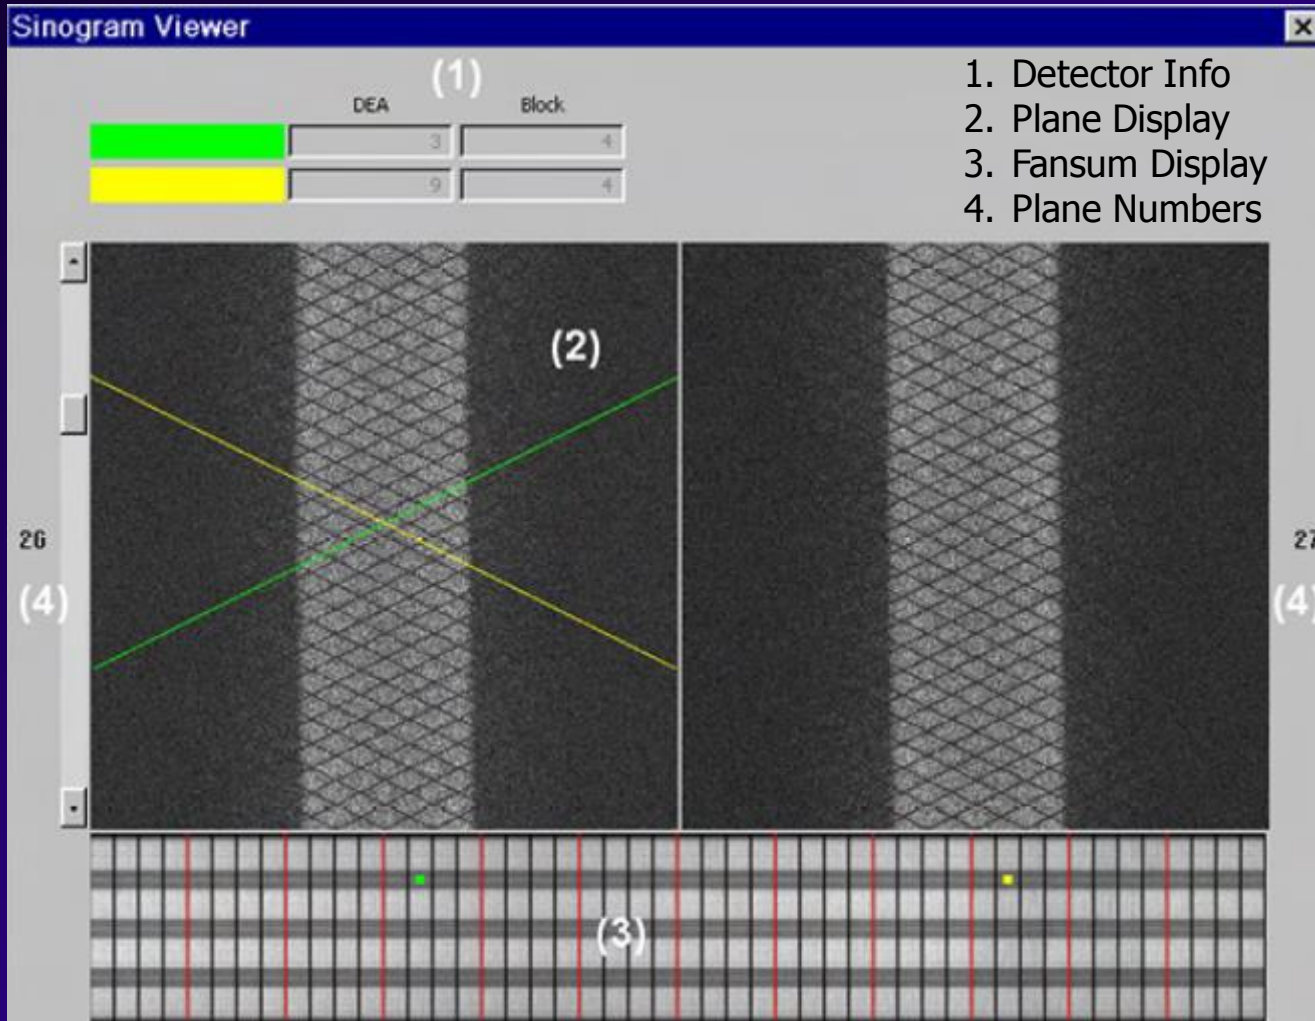 Sinogram Viewer
(1)
DEA Block
3 4
9 4
1. Detector Info
2. Plane Display
3. Fansum Display
4. Plane Numbers
(2)
26
27
(4)
(4)
(3)